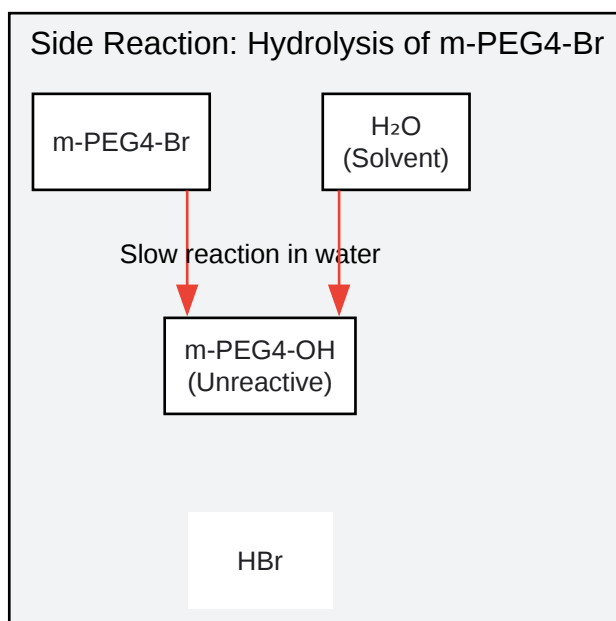 Side Reaction: Hydrolysis of m-PEG4-Br
m-PEG4-Br
H₂O
(Solvent)
Slow reaction in water
m-PEG4-OH
(Unreactive)
HBr